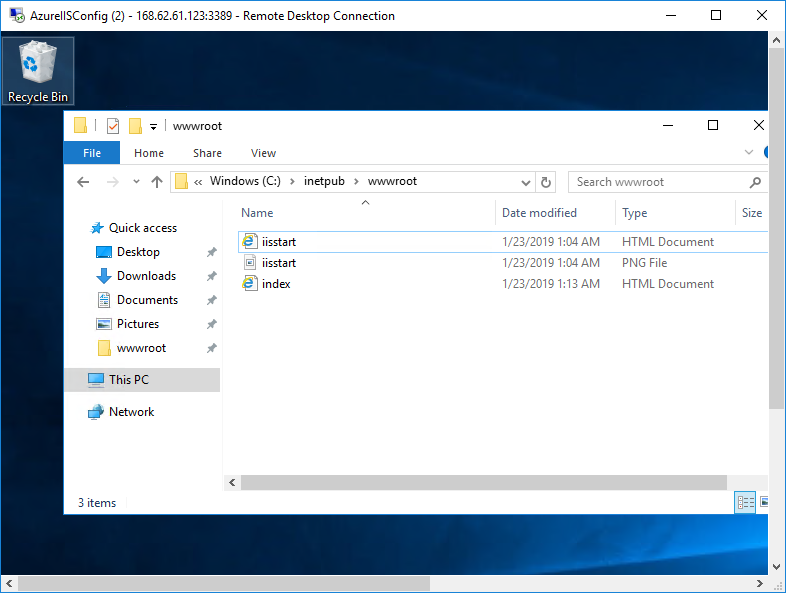 AzureIISConfig (2) - 168.62.61.123:3389 - Remote Desktop Connection
Recycle Bin
wwwroot
File Home Share View
« Windows (C:) > inetpub > wwwroot Search wwwroot
Name Date modified Type Size
Quick access
Desktop
Downloads
Documents
Pictures
wwwroot
This PC
Network
iisstart 1/23/2019 1:04 AM HTML Document
iisstart 1/23/2019 1:04 AM PNG File
index 1/23/2019 1:13 AM HTML Document
3 items